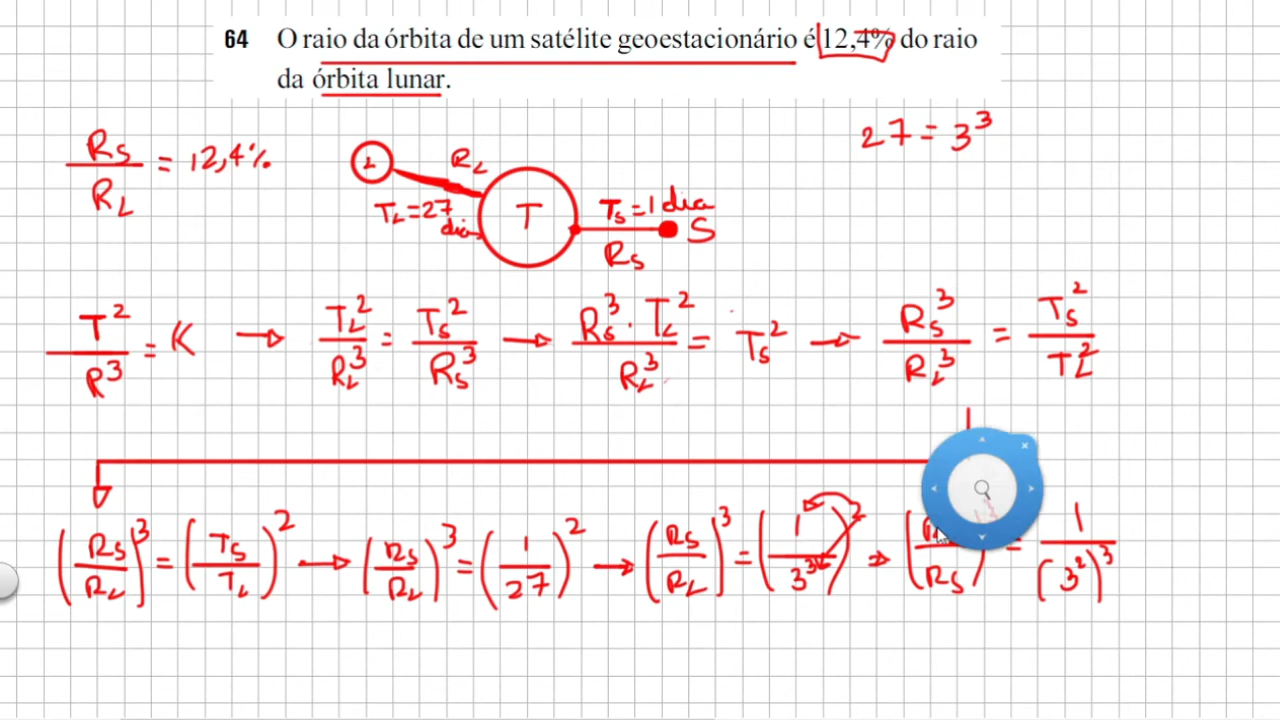 64 O raio da órbita de um satélite geoestacionário é 12,4% do raio
da órbita lunar.
27 = 3³
Rs/RL = 12,4%
L RL
TL = 27 dia T Ts = 1 dia S
Rs
T²/R³ = K → TL²/RL³ = Ts²/Rs³ → Rs³ · TL²/RL³ = Ts² → Rs³/RL³ = Ts²/TL²
(Rs/RL)³ = (Ts/TL)² → (Rs/RL)³ = (1/27)² → (Rs/RL)³ = (1/3³)² ⇒ ( /Rs) = 1/(3²)³